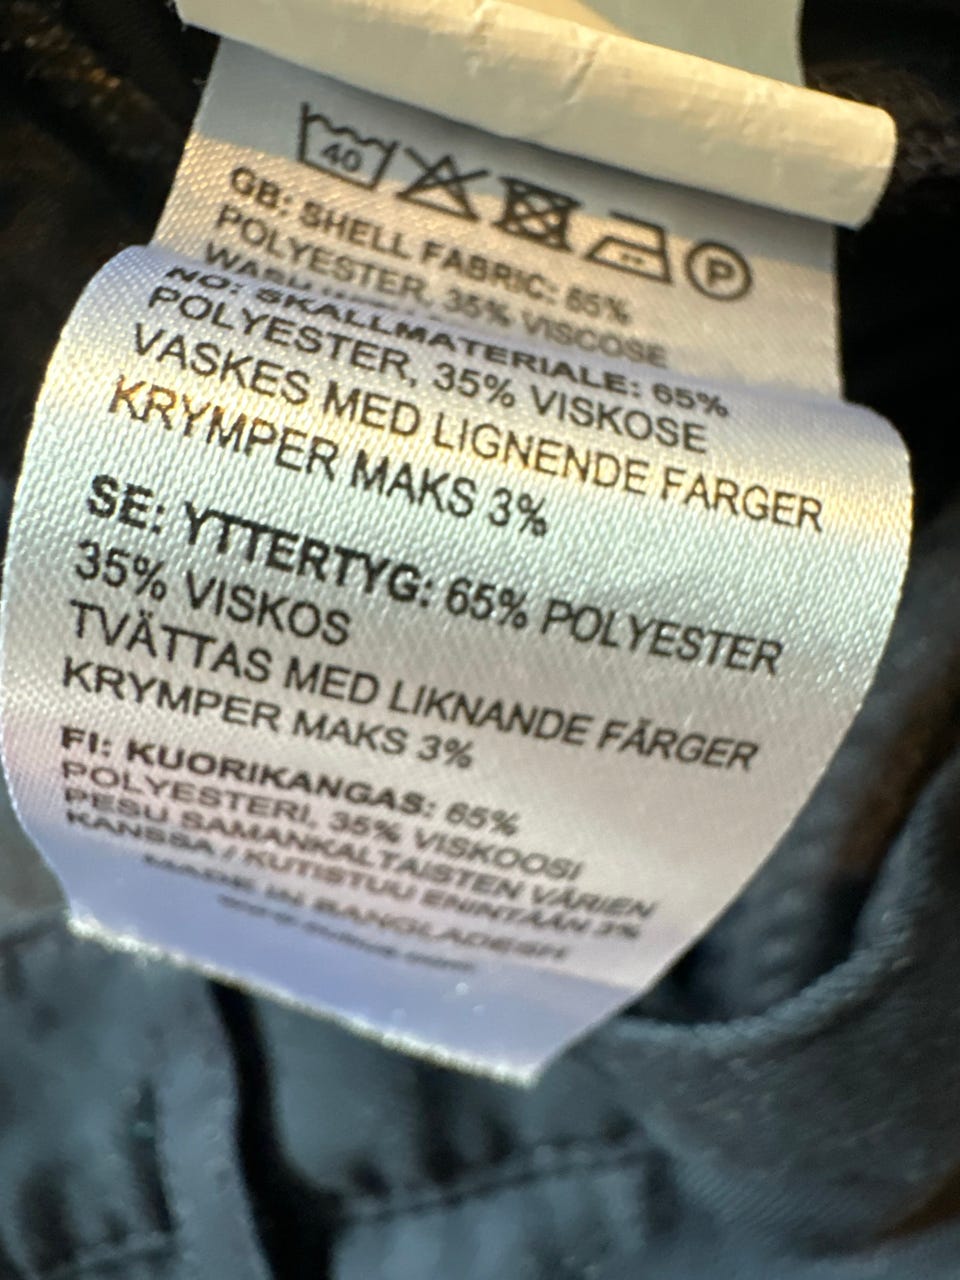 40
P
GB: SHELL FABRIC: 65%
POLYESTER, 35% VISCOSE
WASH
NO: SKALLMATERIALE: 65%
POLYESTER, 35% VISKOSE
VASKES MED LIGNENDE FARGER
KRYMPER MAKS 3%
SE: YTTERTYG: 65% POLYESTER
35% VISKOS
TVÄTTAS MED LIKNANDE FÄRGER
KRYMPER MAKS 3%
FI: KUORIKANGAS: 65%
POLYESTERI, 35% VISKOOSI
PESU SAMANKALTAISTEN VÄRIEN
KANSSA / KUTISTUU ENINTÄÄN 3%
MADE IN BANGLADESH